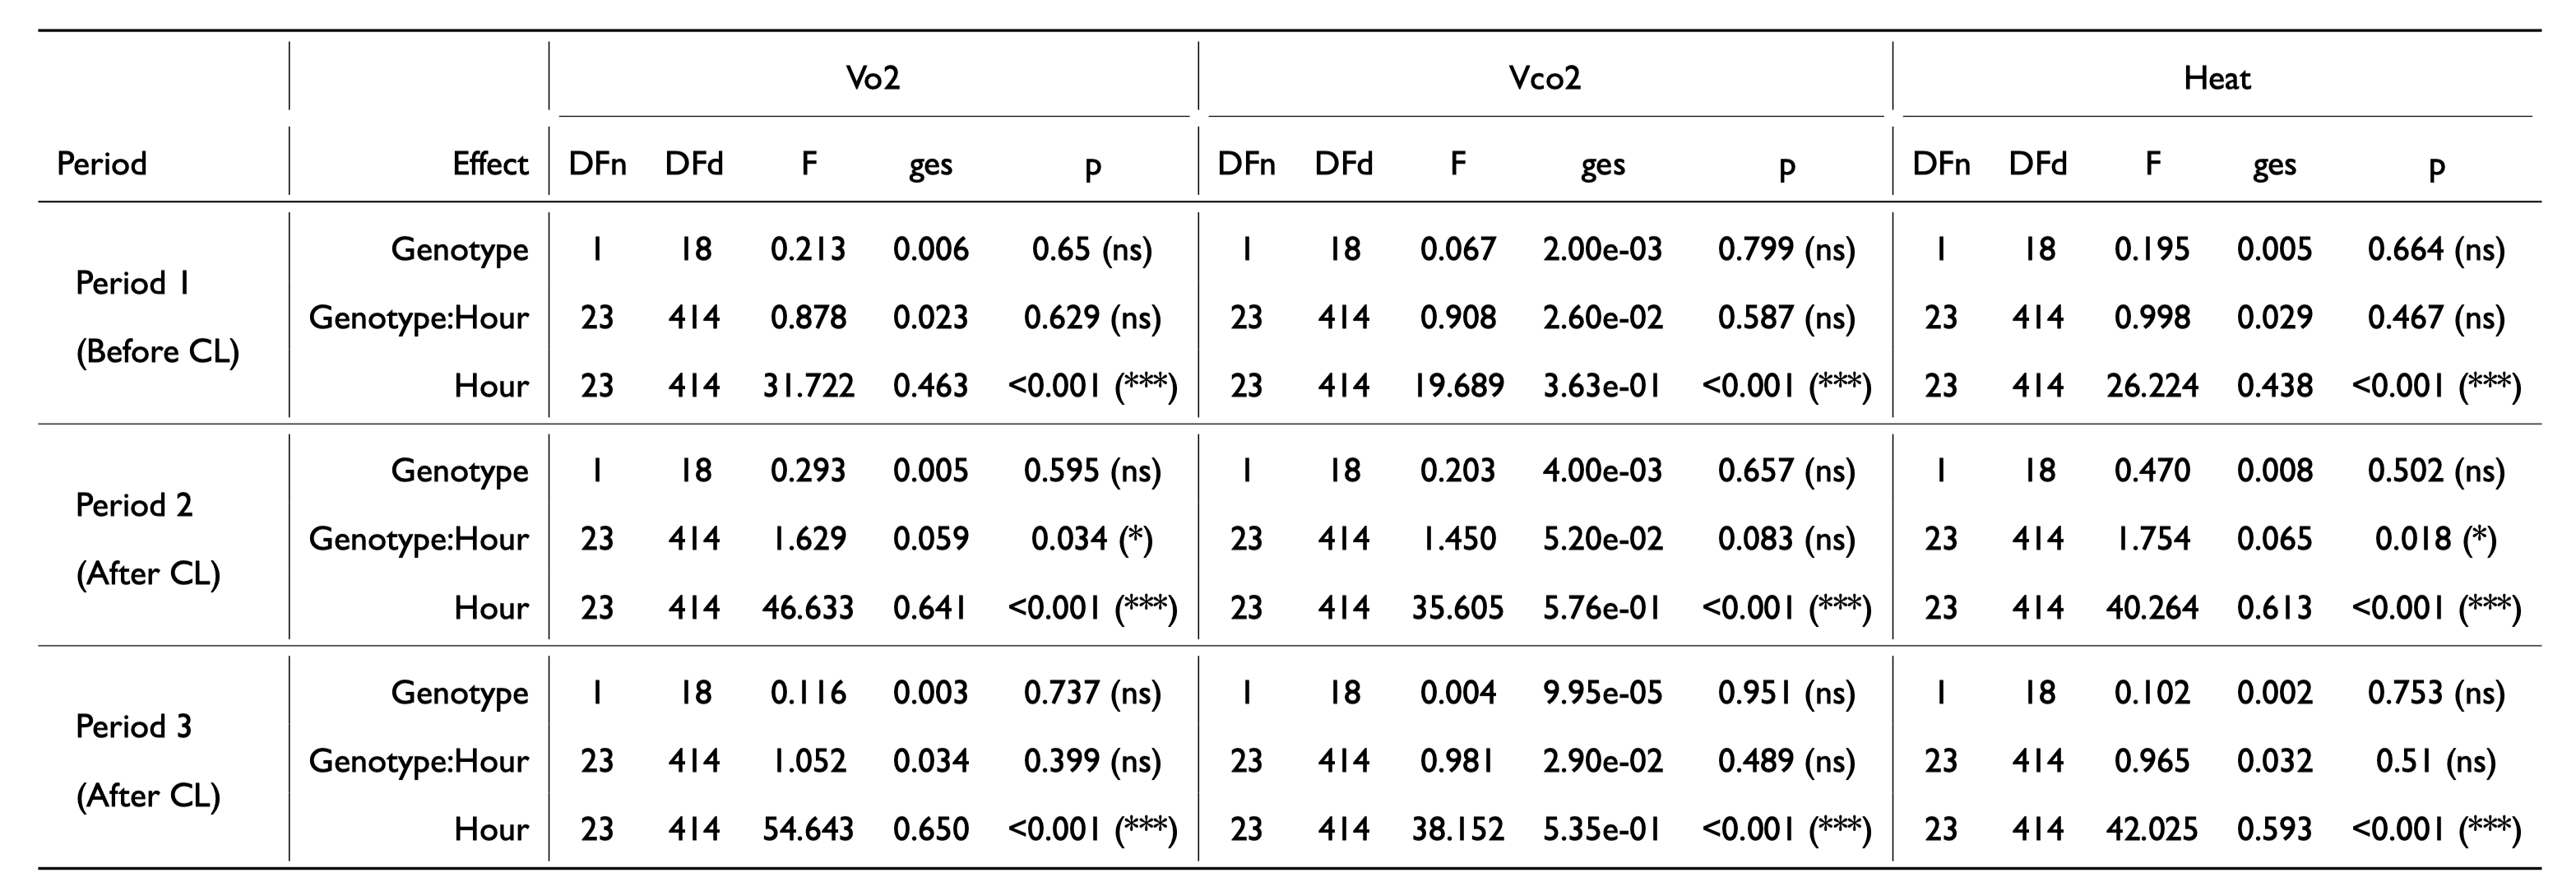 Vo2 Vco2 Heat
Period Effect DFn DFd F ges p DFn DFd F ges p DFn DFd F ges p
Genotype 1 18 0.213 0.006 0.65 (ns) 1 18 0.067 2.00e-03 0.799 (ns) 1 18 0.195 0.005 0.664 (ns)
Period 1
Genotype:Hour 23 414 0.878 0.023 0.629 (ns) 23 414 0.908 2.60e-02 0.587 (ns) 23 414 0.998 0.029 0.467 (ns)
(Before CL)
Hour 23 414 31.722 0.463 <0.001 (***) 23 414 19.689 3.63e-01 <0.001 (***) 23 414 26.224 0.438 <0.001 (***)
Genotype 1 18 0.293 0.005 0.595 (ns) 1 18 0.203 4.00e-03 0.657 (ns) 1 18 0.470 0.008 0.502 (ns)
Period 2
Genotype:Hour 23 414 1.629 0.059 0.034 (*) 23 414 1.450 5.20e-02 0.083 (ns) 23 414 1.754 0.065 0.018 (*)
(After CL)
Hour 23 414 46.633 0.641 <0.001 (***) 23 414 35.605 5.76e-01 <0.001 (***) 23 414 40.264 0.613 <0.001 (***)
Genotype 1 18 0.116 0.003 0.737 (ns) 1 18 0.004 9.95e-05 0.951 (ns) 1 18 0.102 0.002 0.753 (ns)
Period 3
Genotype:Hour 23 414 1.052 0.034 0.399 (ns) 23 414 0.981 2.90e-02 0.489 (ns) 23 414 0.965 0.032 0.51 (ns)
(After CL)
Hour 23 414 54.643 0.650 <0.001 (***) 23 414 38.152 5.35e-01 <0.001 (***) 23 414 42.025 0.593 <0.001 (***)